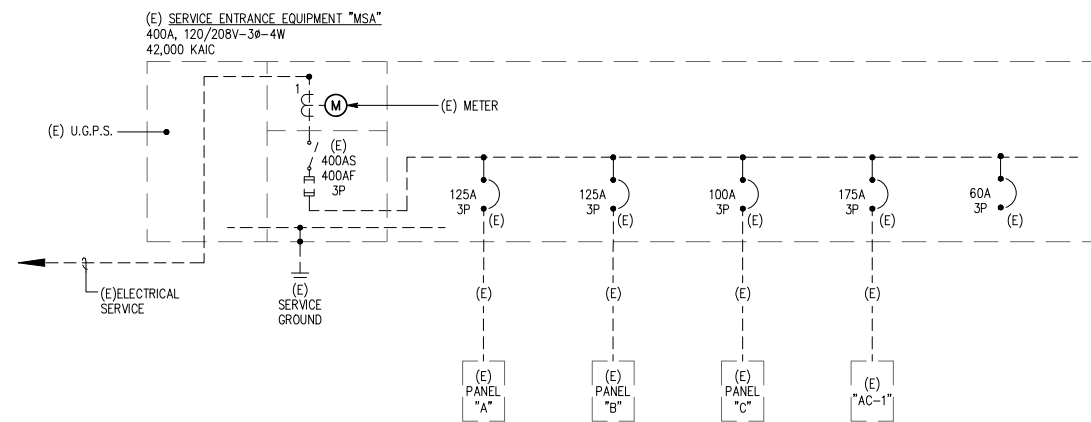 (E) SERVICE ENTRANCE EQUIPMENT "MSA"
400A, 120/208V-3ø-4W
42,000 KAIC
1
M
(E) METER
(E) U.G.P.S.
(E)
400AS
400AF
3P
125A
3P
(E)
125A
3P
(E)
100A
3P
(E)
175A
3P
(E)
60A
3P
(E)
(E)ELECTRICAL
SERVICE
(E)
SERVICE
GROUND
(E)
(E)
(E)
(E)
(E)
PANEL
"A"
(E)
PANEL
"B"
(E)
PANEL
"C"
(E)
"AC-1"